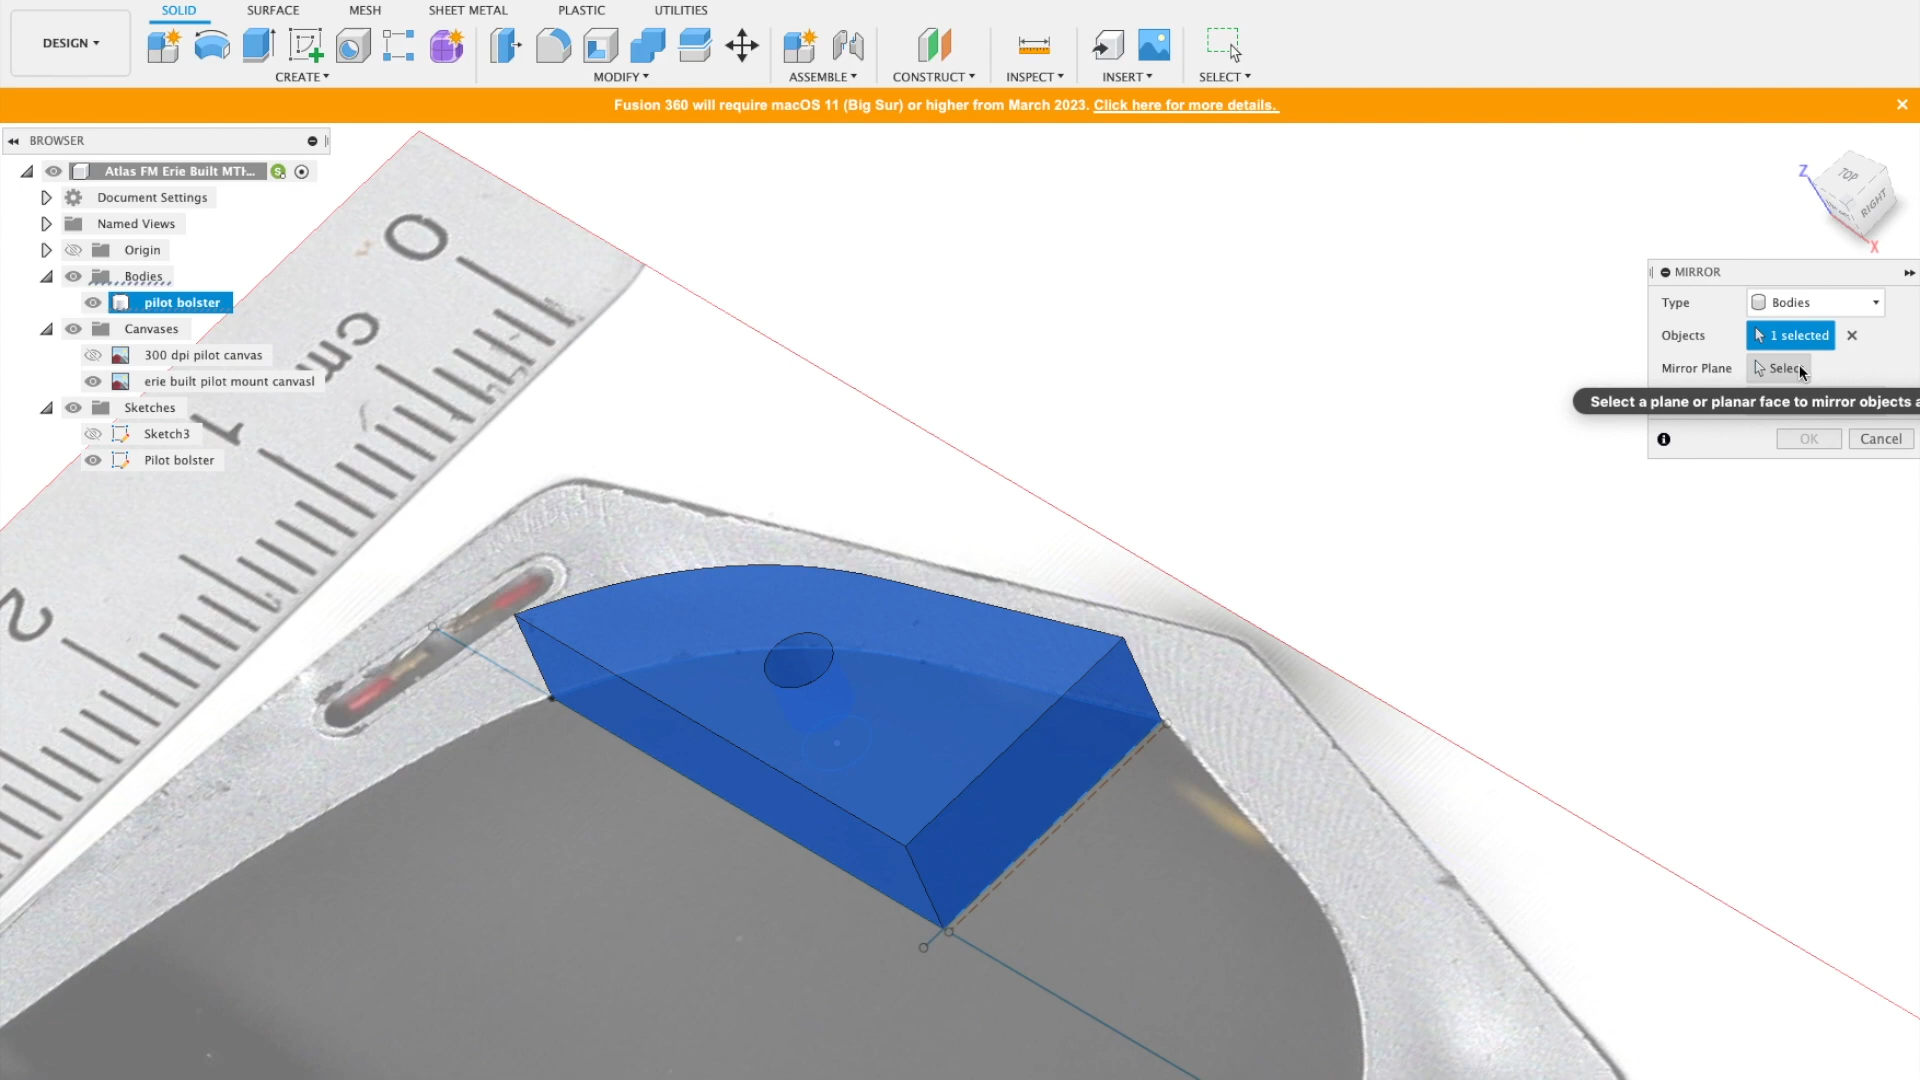 SOLID
SURFACE
MESH
SHEET METAL
PLASTIC
UTILITIES
DESIGN
CREATE
MODIFY
ASSEMBLE
CONSTRUCT
INSPECT
INSERT
SELECT
Fusion 360 will require macOS 11 (Big Sur) or higher from March 2023. Click here for more details.
BROWSER
Atlas FM Erie Built MTH...
S
Document Settings
Named Views
Origin
Bodies
pilot bolster
Canvases
300 dpi pilot canvas
erie built pilot mount canvas
Sketches
Sketch3
Pilot bolster
0
cm
1
2
Z
TOP
RIGHT
X
MIRROR
Type
Bodies
Objects
1 selected
Mirror Plane
Select
Select a plane or planar face to mirror objects a
OK
Cancel